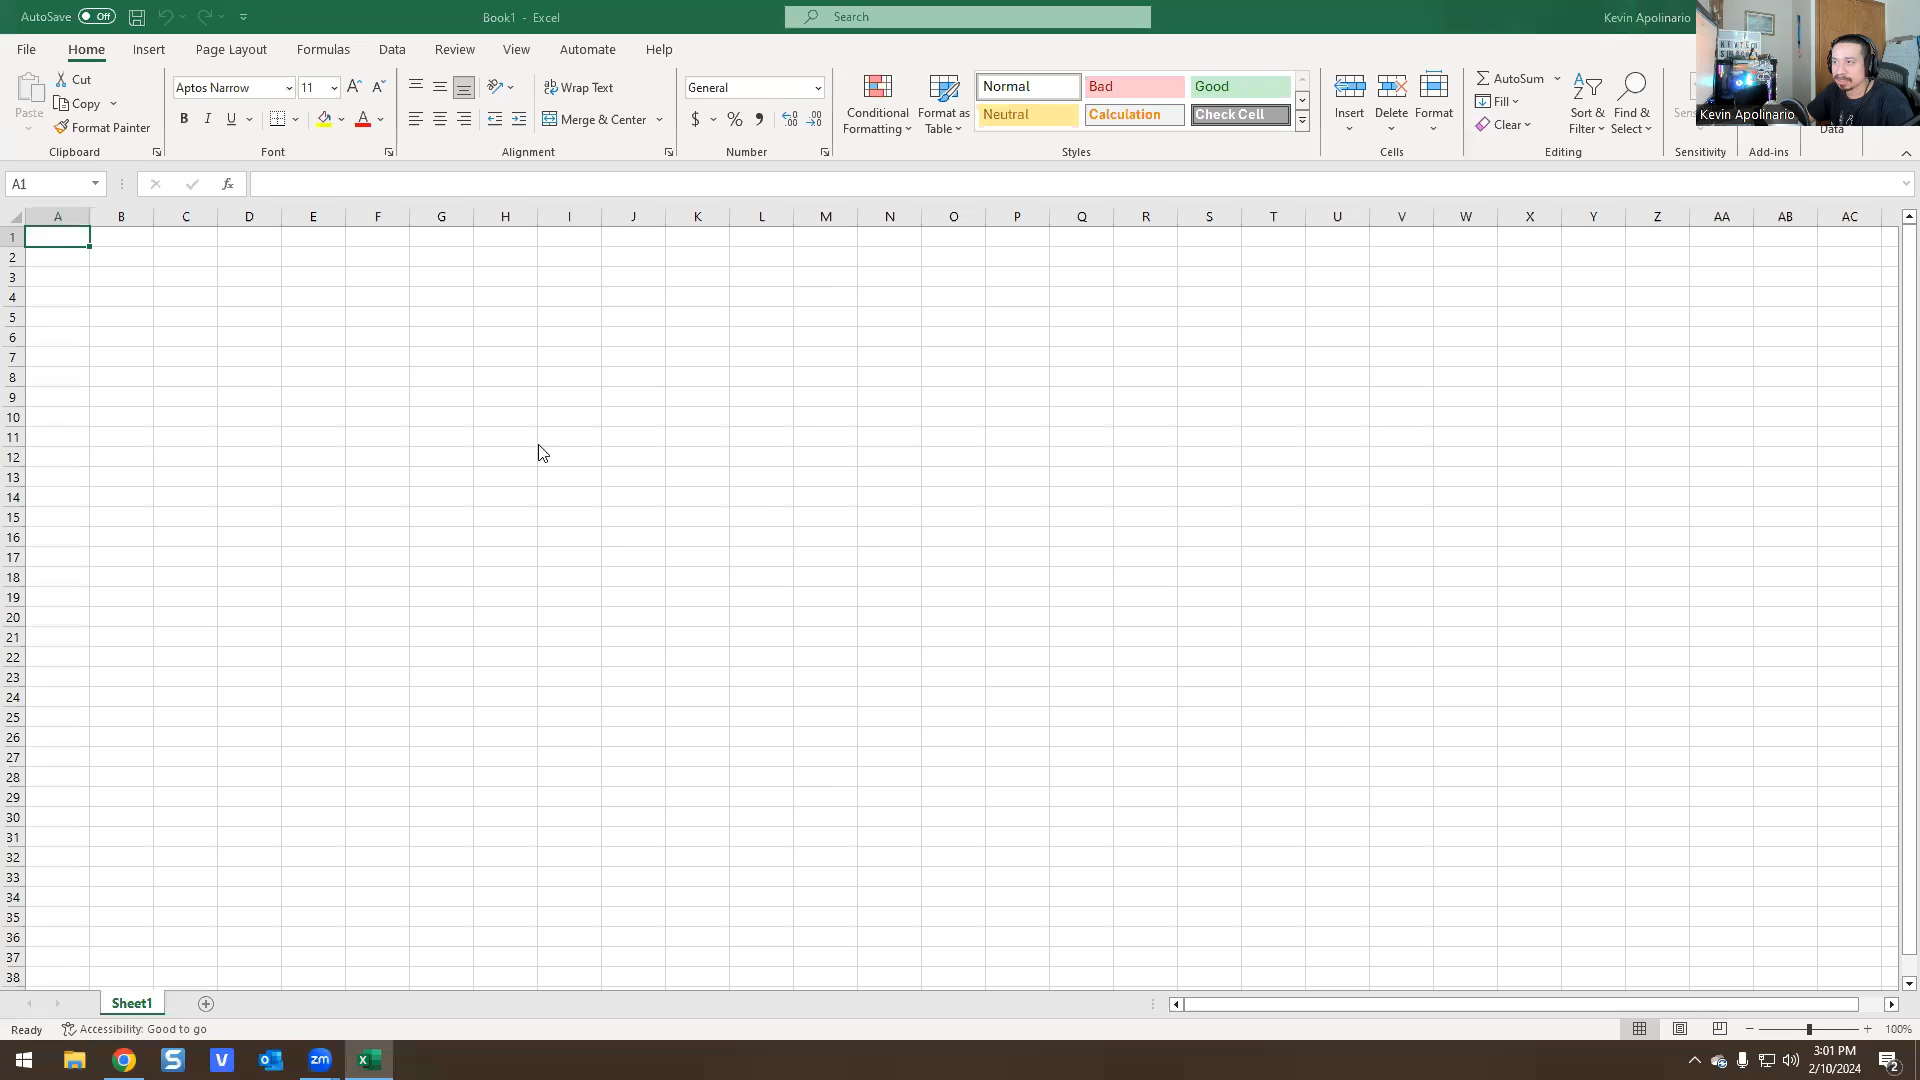 AutoSave Off Book1 - Excel Search Kevin Apolinario
File Home Insert Page Layout Formulas Data Review View Automate Help
Paste Cut Copy Format Painter Clipboard
Aptos Narrow 11 B I U A Font
Wrap Text Merge & Center Alignment
General $ % Number
Conditional Formatting Format as Table Normal Bad Good Neutral Calculation Check Cell Styles
Insert Delete Format Cells
AutoSum Fill Clear Sort & Filter Find & Select Editing
Sensitivity Add-ins Data
Kevin Apolinario
A1 fx
A B C D E F G H I J K L M N O P Q R S T U V W X Y Z AA AB AC
1
2
3
4
5
6
7
8
9
10
11
12
13
14
15
16
17
18
19
20
21
22
23
24
25
26
27
28
29
30
31
32
33
34
35
36
37
38
Sheet1
Ready Accessibility: Good to go 100%
zm 3:01 PM
2/10/2024 2